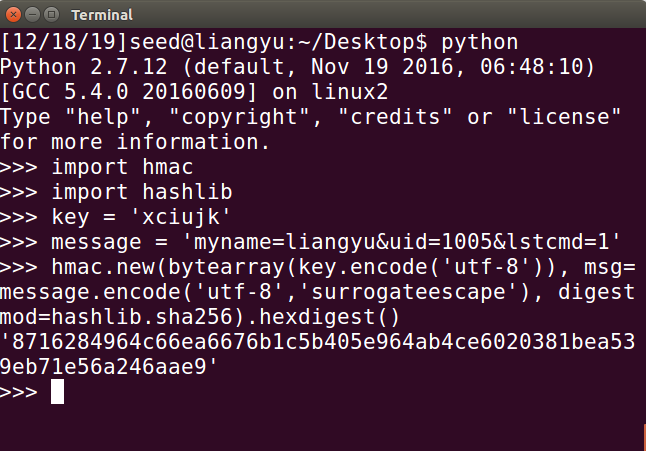 Terminal
[12/18/19]seed@liangyu:~/Desktop$ python
Python 2.7.12 (default, Nov 19 2016, 06:48:10)
[GCC 5.4.0 20160609] on linux2
Type "help", "copyright", "credits" or "license"
for more information.
>>> import hmac
>>> import hashlib
>>> key = 'xciujk'
>>> message = 'myname=liangyu&uid=1005&lstcmd=1'
>>> hmac.new(bytearray(key.encode('utf-8')), msg=
message.encode('utf-8','surrogateescape'), digest
mod=hashlib.sha256).hexdigest()
'8716284964c66ea6676b1c5b405e964ab4ce6020381bea53
9eb71e56a246aae9'
>>>